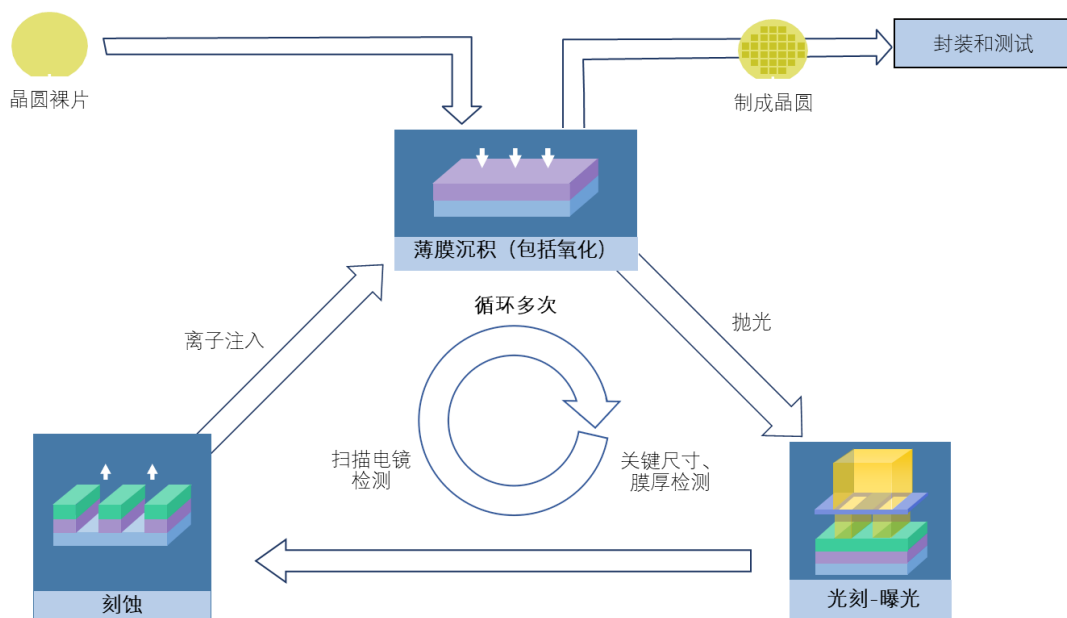 晶圆裸片
制成晶圆
封装和测试
薄膜沉积（包括氧化）
循环多次
离子注入
抛光
扫描电镜
检测
关键尺寸、
膜厚检测
刻蚀
光刻-曝光